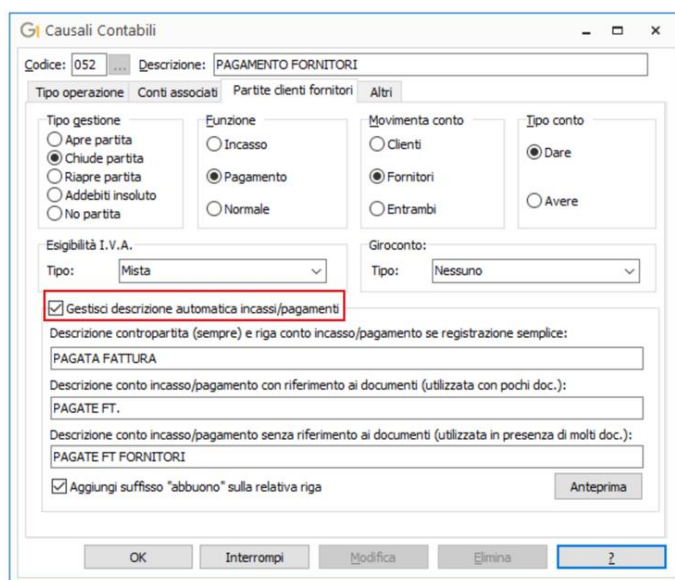 GI Causali Contabili
Codice: 052 ... Descrizione: PAGAMENTO FORNITORI
Tipo operazione Conti associati Partite clienti fornitori Altri
Tipo gestione
Apre partita
Chiude partita
Riapre partita
Addebiti insoluto
No partita
Funzione
Incasso
Pagamento
Normale
Movimenta conto
Clienti
Fornitori
Entrambi
Tipo conto
Dare
Avere
Esigibilità I.V.A.
Tipo: Mista
Giroconto:
Tipo: Nessuno
Gestisci descrizione automatica incassi/pagamenti
Descrizione contropartita (sempre) e riga conto incasso/pagamento se registrazione semplice:
PAGATA FATTURA
Descrizione conto incasso/pagamento con riferimento ai documenti (utilizzata con pochi doc.):
PAGATE FT.
Descrizione conto incasso/pagamento senza riferimento ai documenti (utilizzata in presenza di molti doc.):
PAGATE FT FORNITORI
Aggiungi suffisso "abbuono" sulla relativa riga
Anteprima
OK Interrompi Modifica Elimina ?